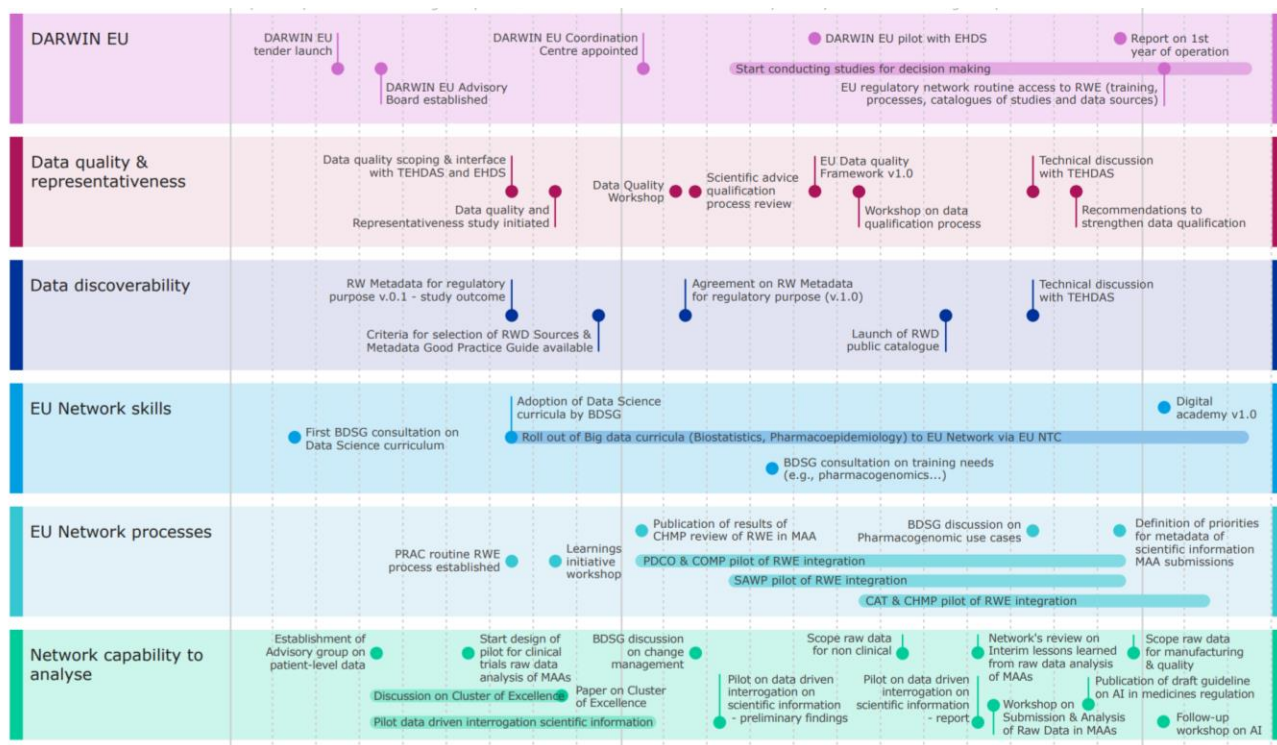 DARWIN EU
DARWIN EU
tender launch
DARWIN EU Advisory
Board established
DARWIN EU Coordination
Centre appointed
DARWIN EU pilot with EHDS
Report on 1st
year of operation
Start conducting studies for decision making
EU regulatory network routine access to RWE (training,
processes, catalogues of studies and data sources)
Data quality &
representativeness
Data quality scoping & interface
with TEHDAS and EHDS
Data quality and
Representativeness study initiated
Data Quality
Workshop
Scientific advice
qualification
process review
EU Data quality
Framework v1.0
Workshop on data
qualification process
Technical discussion
with TEHDAS
Recommendations to
strengthen data qualification
Data discoverability
RW Metadata for regulatory
purpose v.0.1 - study outcome
Criteria for selection of RWD Sources &
Metadata Good Practice Guide available
Agreement on RW Metadata
for regulatory purpose (v.1.0)
Launch of RWD
public catalogue
Technical discussion
with TEHDAS
EU Network skills
First BDSG consultation on
Data Science curriculum
Adoption of Data Science
curricula by BDSG
Roll out of Big data curricula (Biostatistics, Pharmacoepidemiology) to EU Network via EU NTC
BDSG consultation on training needs
(e.g., pharmacogenomics...)
Digital
academy v1.0
EU Network processes
PRAC routine RWE
process established
Learnings
initiative
workshop
Publication of results of
CHMP review of RWE in MAA
BDSG discussion on
Pharmacogenomic use cases
Definition of priorities
for metadata of
scientific information
MAA submissions
PDCO & COMP pilot of RWE integration
SAWP pilot of RWE integration
CAT & CHMP pilot of RWE integration
Network capability to
analyse
Establishment of
Advisory group on
patient-level data
Start design of
pilot for clinical
trials raw data
analysis of MAAs
Discussion on Cluster of Excellence
Paper on Cluster
of Excellence
Pilot data driven interrogation scientific information
BDSG discussion
on change
management
Pilot on data driven
interrogation on
scientific information
- preliminary findings
Scope raw data
for non clinical
Pilot on data driven
interrogation on
scientific information
- report
Network's review on
Interim lessons learned
from raw data analysis
of MAAs
Workshop on
Submission & Analysis
of Raw Data in MAAs
Scope raw data
for manufacturing
& quality
Publication of draft guideline
on AI in medicines regulation
Follow-up
workshop on AI